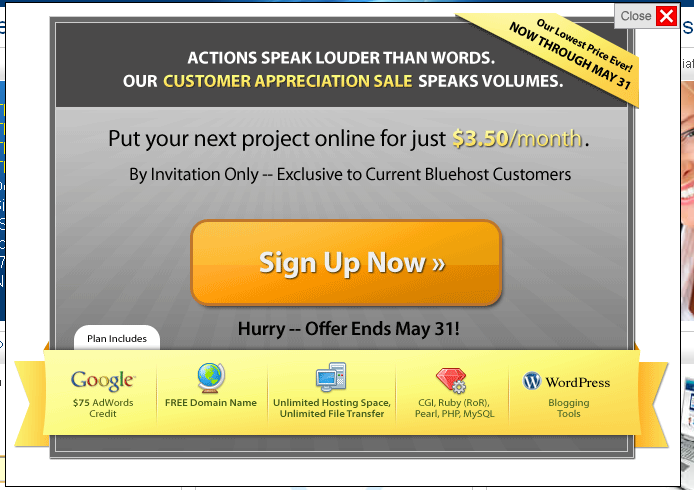 Close
Our Lowest Price Ever!
NOW THROUGH MAY 31
ACTIONS SPEAK LOUDER THAN WORDS.
OUR CUSTOMER APPRECIATION SALE SPEAKS VOLUMES.
Put your next project online for just $3.50/month.
By Invitation Only -- Exclusive to Current Bluehost Customers
Sign Up Now »
Hurry -- Offer Ends May 31!
Plan Includes
Google
$75 AdWords
Credit
FREE Domain Name
Unlimited Hosting Space,
Unlimited File Transfer
CGI, Ruby (RoR),
Pearl, PHP, MySQL
WordPress
Blogging
Tools